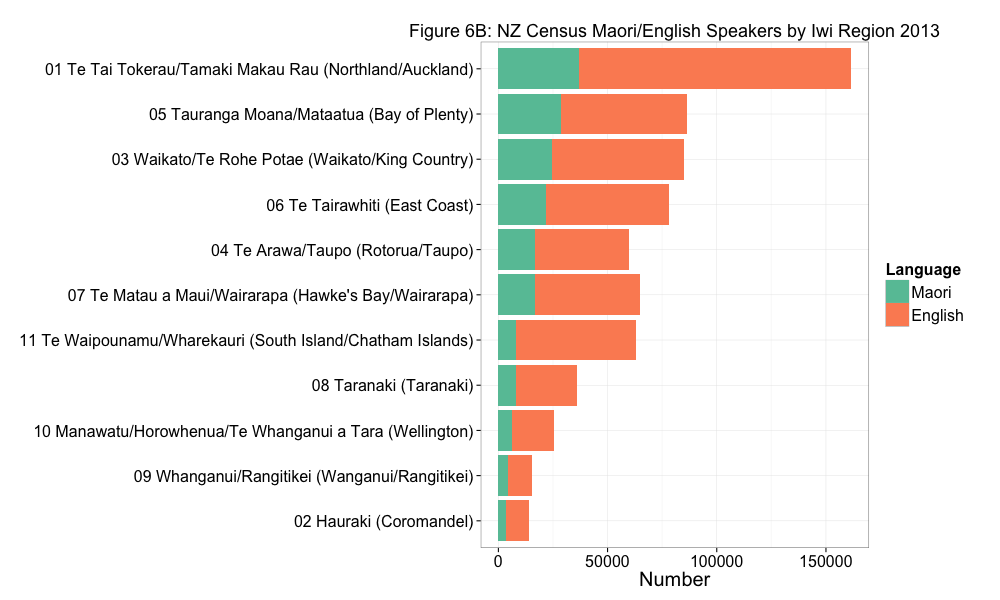 Figure 6B: NZ Census Maori/English Speakers by Iwi Region 2013
01 Te Tai Tokerau/Tamaki Makau Rau (Northland/Auckland)
05 Tauranga Moana/Mataatua (Bay of Plenty)
03 Waikato/Te Rohe Potae (Waikato/King Country)
06 Te Tairawhiti (East Coast)
04 Te Arawa/Taupo (Rotorua/Taupo)
07 Te Matau a Maui/Wairarapa (Hawke's Bay/Wairarapa)
11 Te Waipounamu/Wharekauri (South Island/Chatham Islands)
08 Taranaki (Taranaki)
10 Manawatu/Horowhenua/Te Whanganui a Tara (Wellington)
09 Whanganui/Rangitikei (Wanganui/Rangitikei)
02 Hauraki (Coromandel)
0 50000 100000 150000
Number
Language
Maori
English